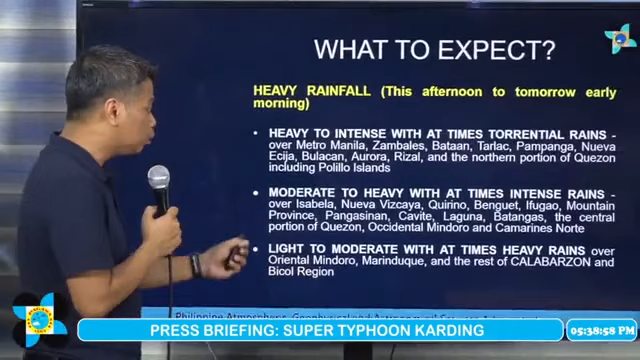 WHAT TO EXPECT?
HEAVY RAINFALL (This afternoon to tomorrow early
morning)
• HEAVY TO INTENSE WITH AT TIMES TORRENTIAL RAINS -
over Metro Manila, Zambales, Bataan, Tarlac, Pampanga, Nueva
Ecija, Bulacan, Aurora, Rizal, and the northern portion of Quezon
including Polillo Islands
• MODERATE TO HEAVY WITH AT TIMES INTENSE RAINS -
over Isabela, Nueva Vizcaya, Quirino, Benguet, Ifugao, Mountain
Province, Pangasinan, Cavite, Laguna, Batangas, the central
portion of Quezon, Occidental Mindoro and Camarines Norte
• LIGHT TO MODERATE WITH AT TIMES HEAVY RAINS over
Oriental Mindoro, Marinduque, and the rest of CALABARZON and
Bicol Region
PRESS BRIEFING: SUPER TYPHOON KARDING
05:38:58 PM